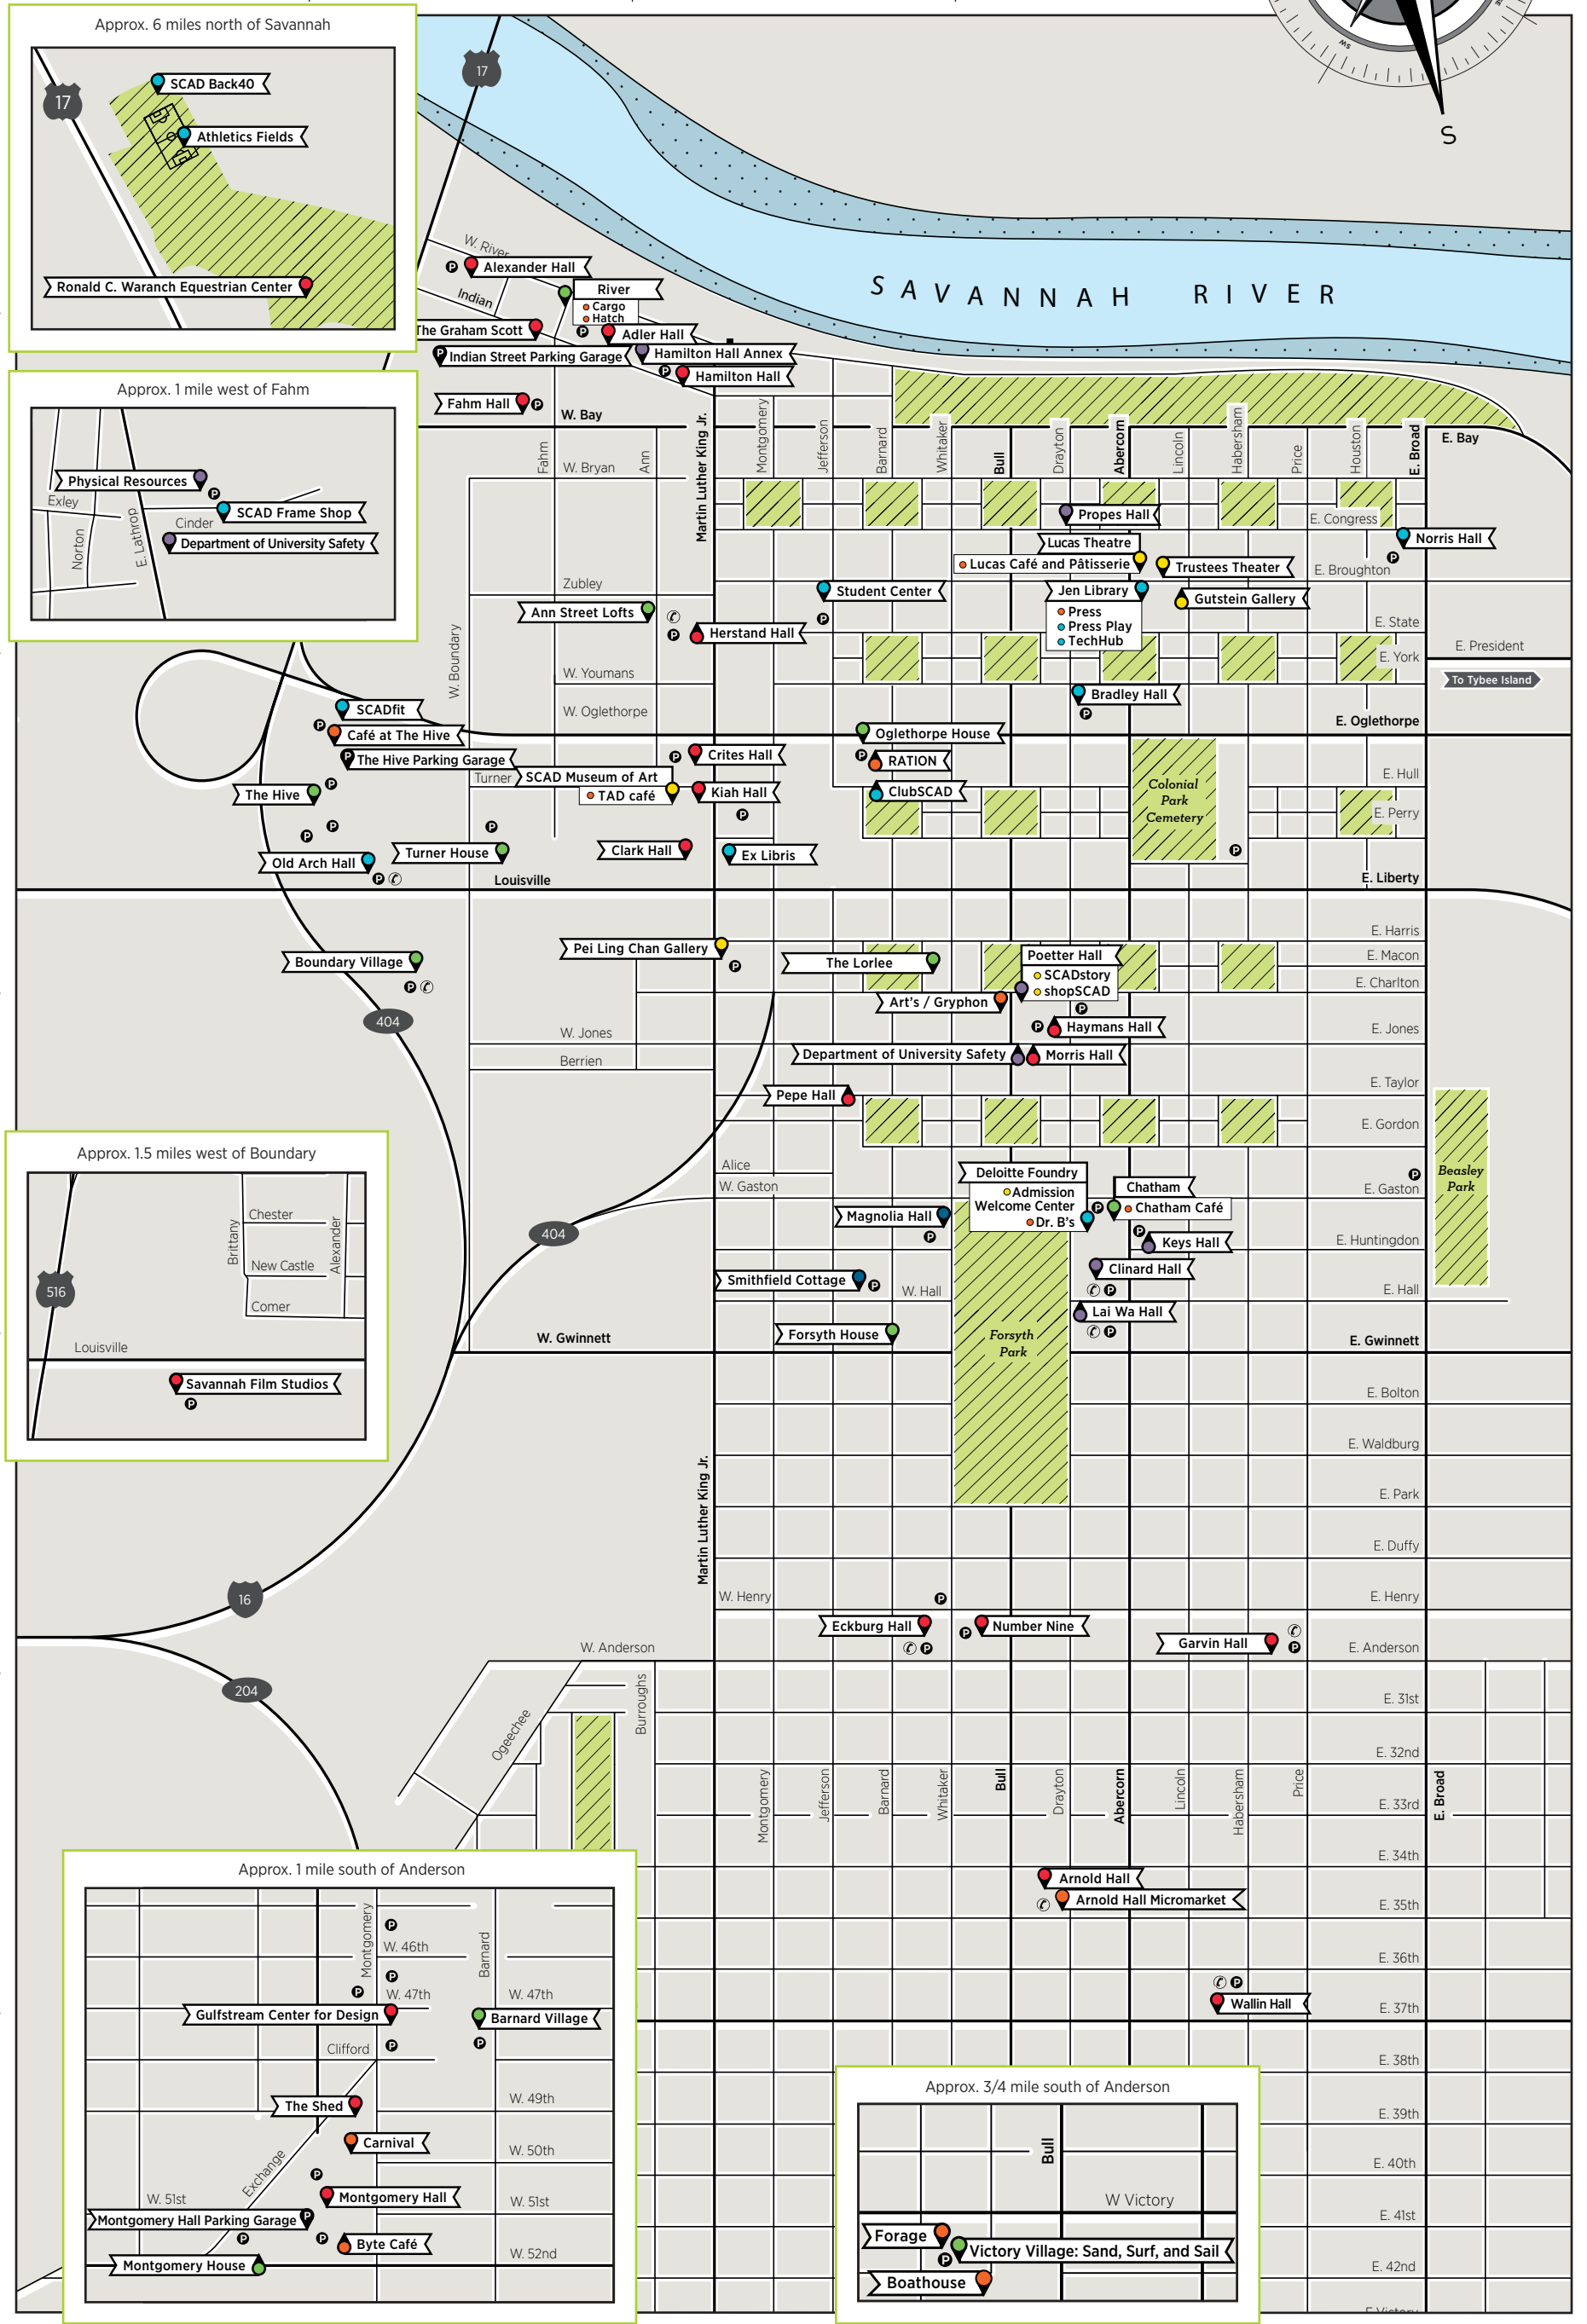 Approx. 6 miles north of Savannah
17
SCAD Back40
Athletics Fields
Ronald C. Waranch Equestrian Center
17
SW
S
SAVANNAH RIVER
W. River
Alexander Hall
Indian
River
Cargo
Hatch
The Graham Scott
Adler Hall
Indian Street Parking Garage
Hamilton Hall Annex
Hamilton Hall
Fahm Hall
W. Bay
E. Bay
Approx. 1 mile west of Fahm
Physical Resources
Exley
SCAD Frame Shop
Cinder
Norton
E. Lathrop
Department of University Safety
Fahm
Ann
Martin Luther King Jr.
Montgomery
Jefferson
Barnard
Whitaker
Bull
Drayton
Abercorn
Lincoln
Habersham
Price
Houston
E. Broad
W. Bryan
Propes Hall
E. Congress
Norris Hall
Lucas Theatre
Lucas Café and Pâtisserie
Trustees Theater
E. Broughton
Zubley
Student Center
Jen Library
Press
Press Play
TechHub
Gutstein Gallery
Ann Street Lofts
Herstand Hall
E. State
W. Boundary
E. York
E. President
To Tybee Island
W. Youmans
Bradley Hall
SCADfit
W. Oglethorpe
E. Oglethorpe
Café at The Hive
Oglethorpe House
The Hive Parking Garage
Crites Hall
RATION
Turner
SCAD Museum of Art
TAD café
Kiah Hall
ClubSCAD
Colonial
Park
Cemetery
E. Hull
The Hive
E. Perry
Old Arch Hall
Turner House
Clark Hall
Ex Libris
Louisville
E. Liberty
E. Harris
Pei Ling Chan Gallery
Boundary Village
The Lorlee
Poetter Hall
SCADstory
shopSCAD
E. Macon
E. Charlton
Art's / Gryphon
404
W. Jones
Haymans Hall
E. Jones
Berrien
Department of University Safety
Morris Hall
E. Taylor
Pepe Hall
E. Gordon
Approx. 1.5 miles west of Boundary
Chester
Brittany
Alexander
New Castle
516
Comer
Louisville
Savannah Film Studios
Alice
W. Gaston
Deloitte Foundry
Admission
Welcome Center
Dr. B's
Chatham
Chatham Café
E. Gaston
Beasley
Park
Magnolia Hall
404
Keys Hall
E. Huntingdon
Smithfield Cottage
Clinard Hall
W. Hall
E. Hall
Lai Wa Hall
Forsyth House
Forsyth
Park
W. Gwinnett
E. Gwinnett
E. Bolton
E. Waldburg
Martin Luther King Jr.
E. Park
E. Duffy
W. Henry
E. Henry
16
Eckburg Hall
Number Nine
Garvin Hall
W. Anderson
E. Anderson
204
Burroughs
Ogeechee
E. 31st
E. 32nd
Montgomery
Jefferson
Barnard
Whitaker
Bull
Drayton
Abercorn
Lincoln
Habersham
Price
E. Broad
E. 33rd
E. 34th
Arnold Hall
Arnold Hall Micromarket
E. 35th
E. 36th
Wallin Hall
E. 37th
E. 38th
E. 39th
E. 40th
E. 41st
E. 42nd
E. Victory
Approx. 1 mile south of Anderson
Montgomery
Barnard
W. 46th
W. 47th
W. 47th
Gulfstream Center for Design
Barnard Village
Clifford
The Shed
W. 49th
Carnival
W. 50th
Exchange
W. 51st
Montgomery Hall
W. 51st
Montgomery Hall Parking Garage
Byte Café
W. 52nd
Montgomery House
Approx. 3/4 mile south of Anderson
Bull
W Victory
Forage
Victory Village: Sand, Surf, and Sail
Boathouse